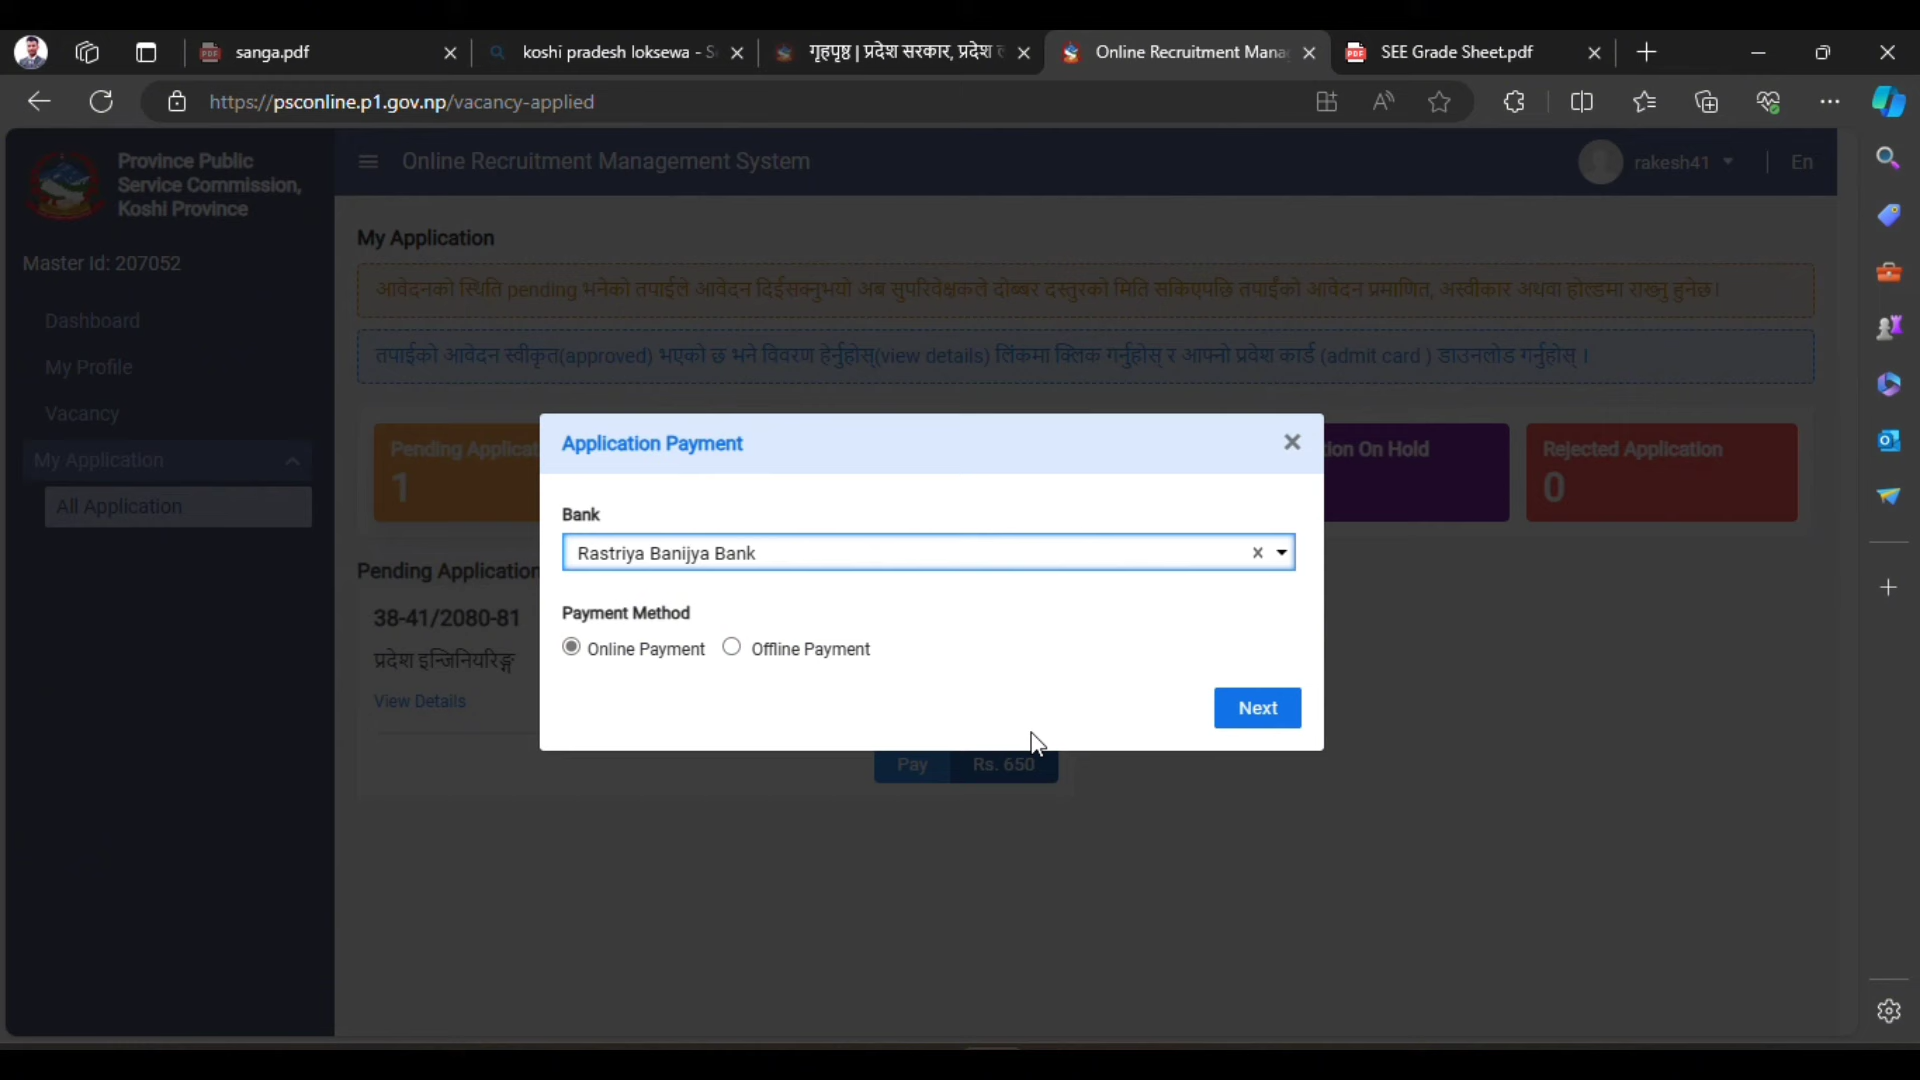 sanga.pdf
koshi pradesh loksewa - S
गृहपृष्ठ | प्रदेश सरकार, प्रदेश
Online Recruitment Mana
SEE Grade Sheet.pdf
https://psconline.p1.gov.np/vacancy-applied
Province Public
Service Commission,
Koshi Province
Online Recruitment Management System
rakesh41
En
Master Id: 207052
Dashboard
My Profile
Vacancy
My Application
All Application
My Application
आवेदनको स्थिति pending भनेको तपाईले आवेदन दिईसक्नुभयो अब सुपरिवेक्षकले दोब्बर दस्तुरको मिति सकिएपछि तपाईंको आवेदन प्रमाणित, अस्वीकार अथवा होल्डमा राख्नु हुनेछ।
तपाईको आवेदन स्वीकृत(approved) भएको छ भने विवरण हेर्नुहोस्(view details) लिंकमा क्लिक गर्नुहोस् र आफ्नो प्रवेश कार्ड (admit card ) डाउनलोड गर्नुहोस् ।
Pending Applicat
1
ion On Hold
Rejected Application
0
Pending Application
38-41/2080-81
प्रदेश इन्जिनियरिङ्ग
View Details
Application Payment
Bank
Rastriya Banijya Bank
Payment Method
Online Payment
Offline Payment
Next
Pay
Rs. 650